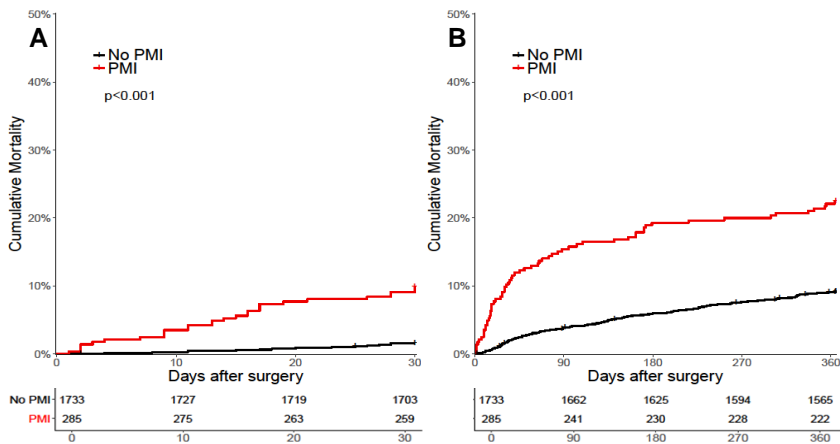 A
50%
40%
30%
20%
10%
0%
Cumulative Mortality
No PMI
PMI
p<0.001
0 10 20 30
Days after surgery
No PMI 1733 1727 1719 1703
PMI 285 275 263 259
0 10 20 30
B
50%
40%
30%
20%
10%
0%
Cumulative Mortality
No PMI
PMI
p<0.001
0 90 180 270 360
Days after surgery
1733 1662 1625 1594 1565
285 241 230 228 222
0 90 180 270 360